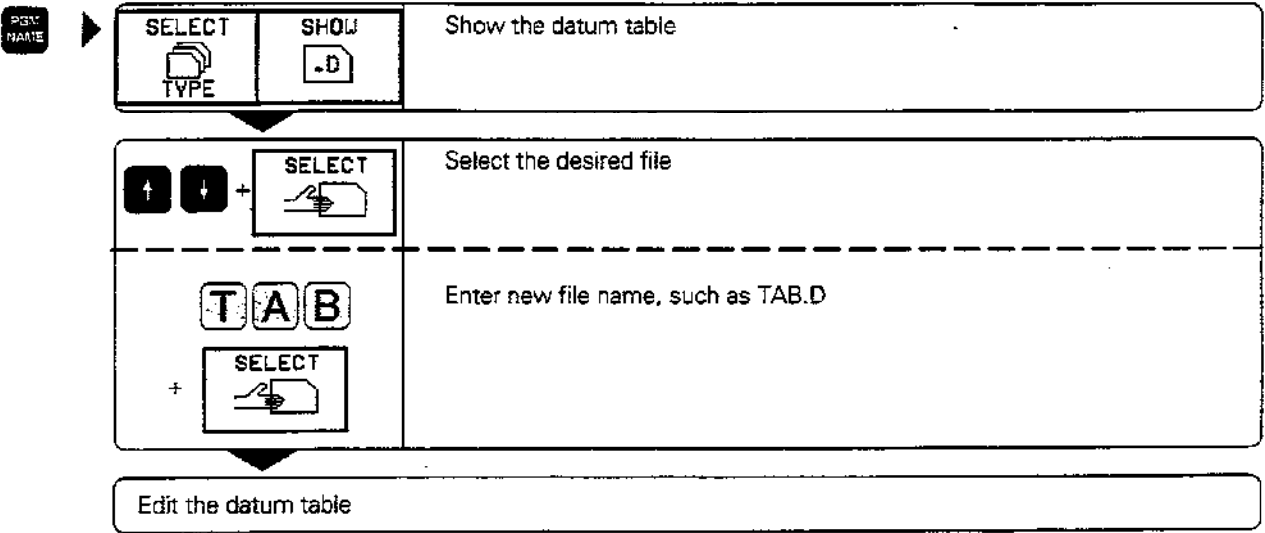 PGM
NAME
SELECT
TYPE
SHOW
.D
Show the datum table
SELECT
Select the desired file
TAB
Enter new file name, such as TAB.D
+ SELECT
Edit the datum table